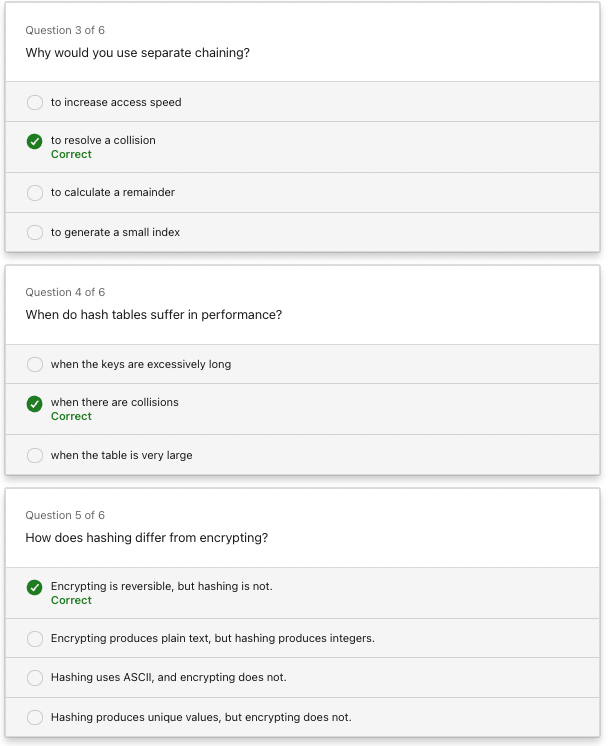 Question 3 of 6
Why would you use separate chaining?
to increase access speed
to resolve a collision
Correct
to calculate a remainder
to generate a small index
Question 4 of 6
When do hash tables suffer in performance?
when the keys are excessively long
when there are collisions
Correct
when the table is very large
Question 5 of 6
How does hashing differ from encrypting?
Encrypting is reversible, but hashing is not.
Correct
Encrypting produces plain text, but hashing produces integers.
Hashing uses ASCII, and encrypting does not.
Hashing produces unique values, but encrypting does not.